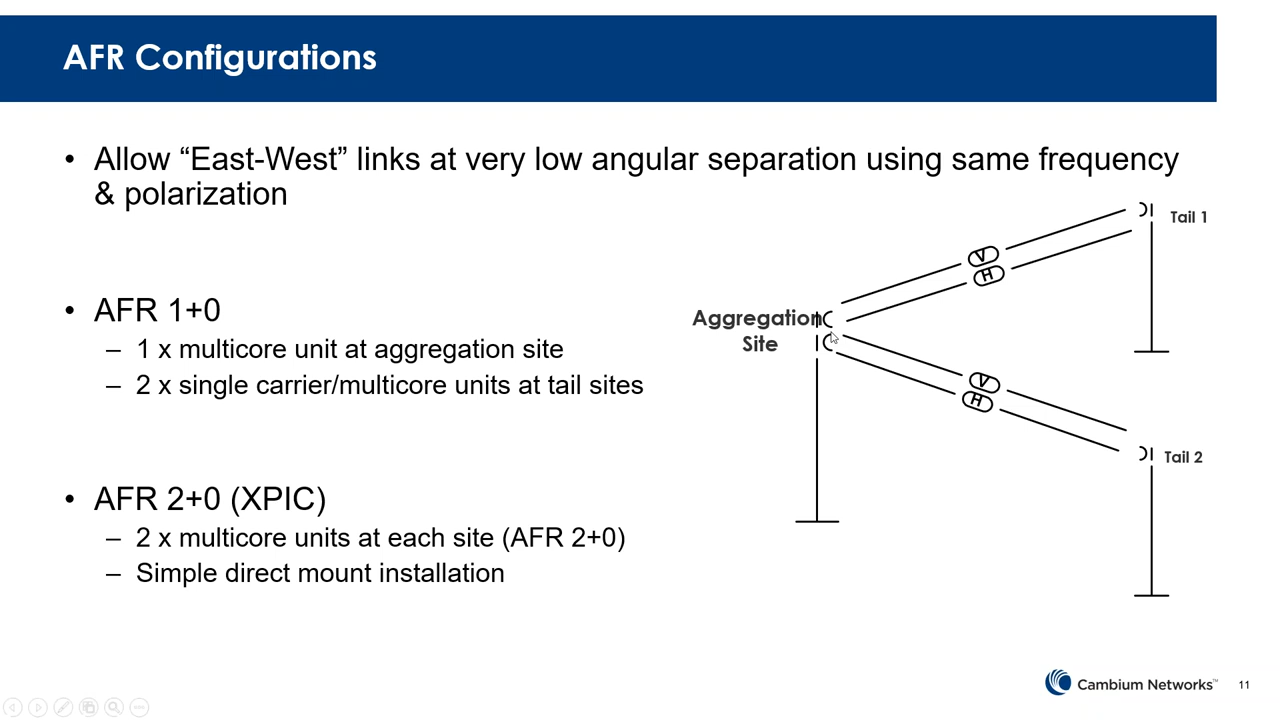 AFR Configurations
• Allow “East-West” links at very low angular separation using same frequency
& polarization
Tail 1
V
H
• AFR 1+0
Aggregation
Site
– 1 x multicore unit at aggregation site
– 2 x single carrier/multicore units at tail sites
V
H
Tail 2
• AFR 2+0 (XPIC)
– 2 x multicore units at each site (AFR 2+0)
– Simple direct mount installation
Cambium Networks™
11